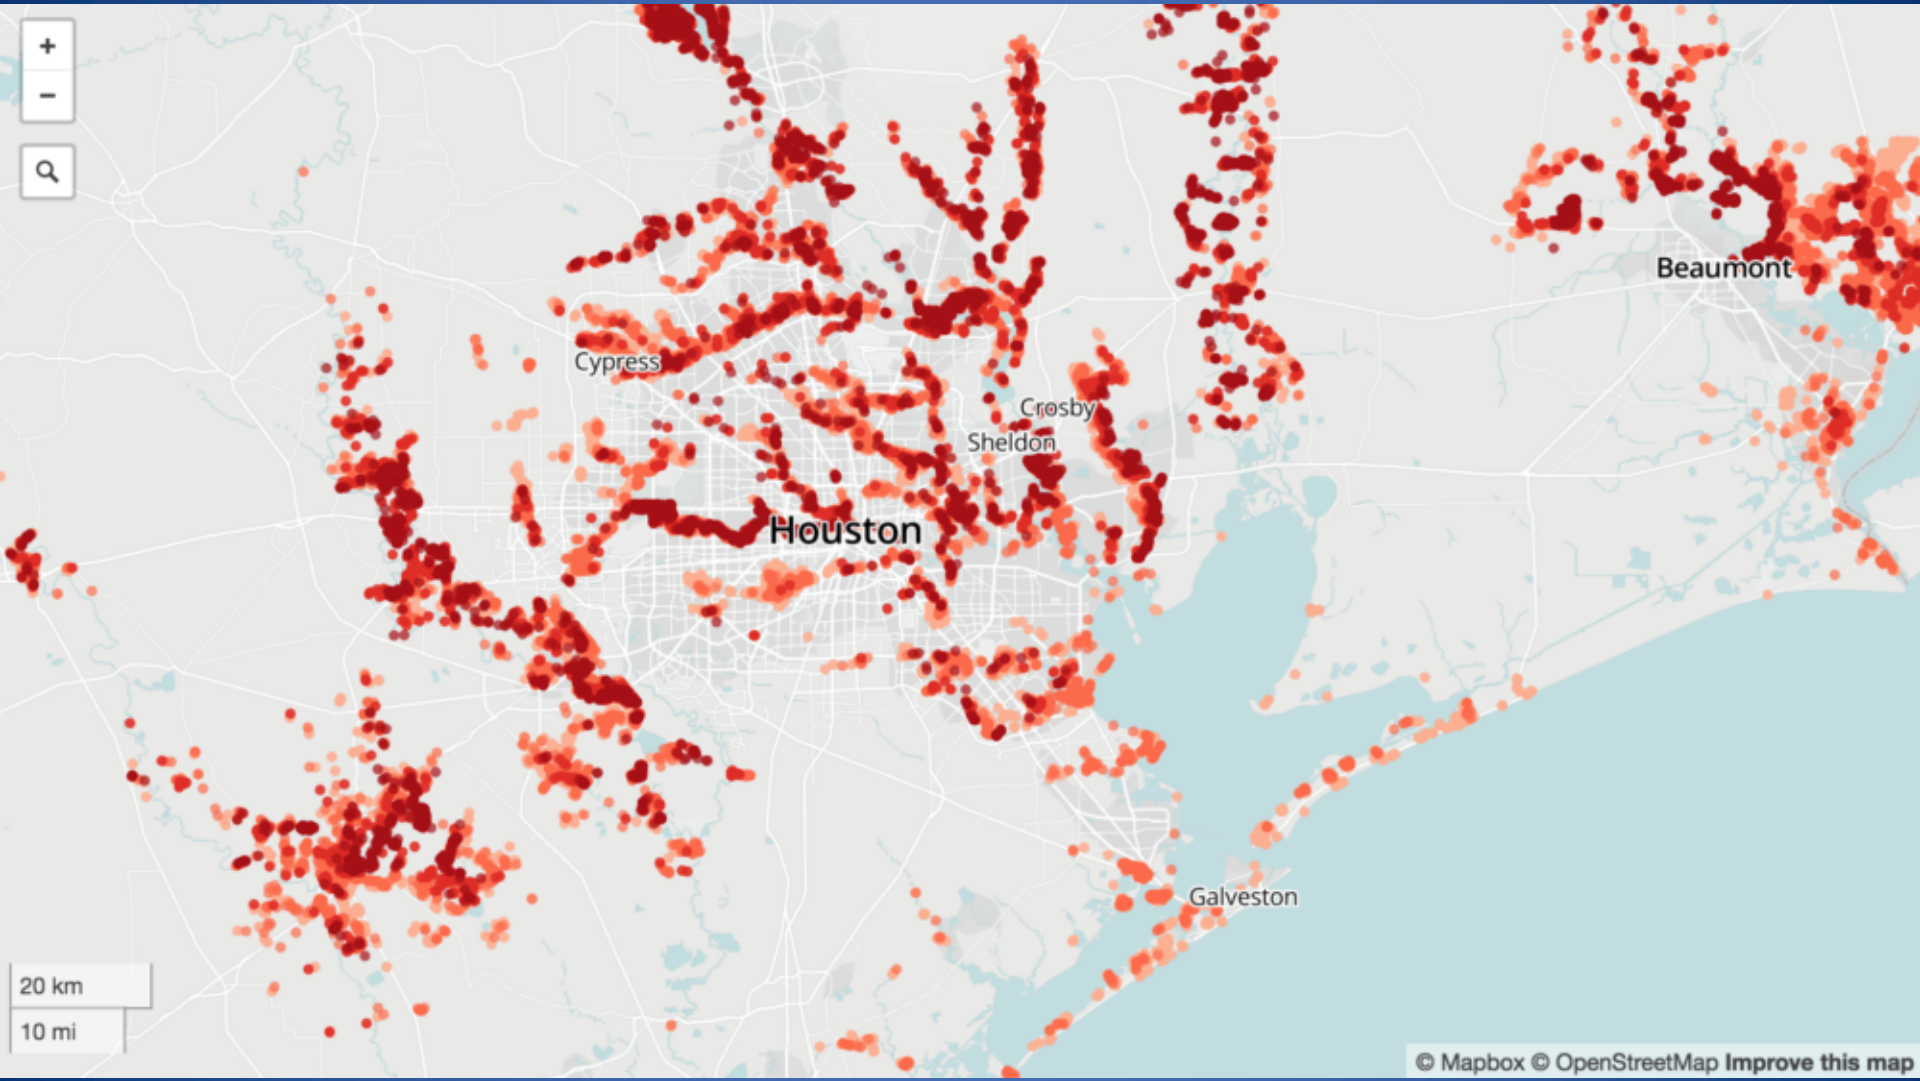 +
−
Beaumont
Cypress
Crosby
Sheldon
Houston
Galveston
20 km
10 mi
© Mapbox © OpenStreetMap Improve this map